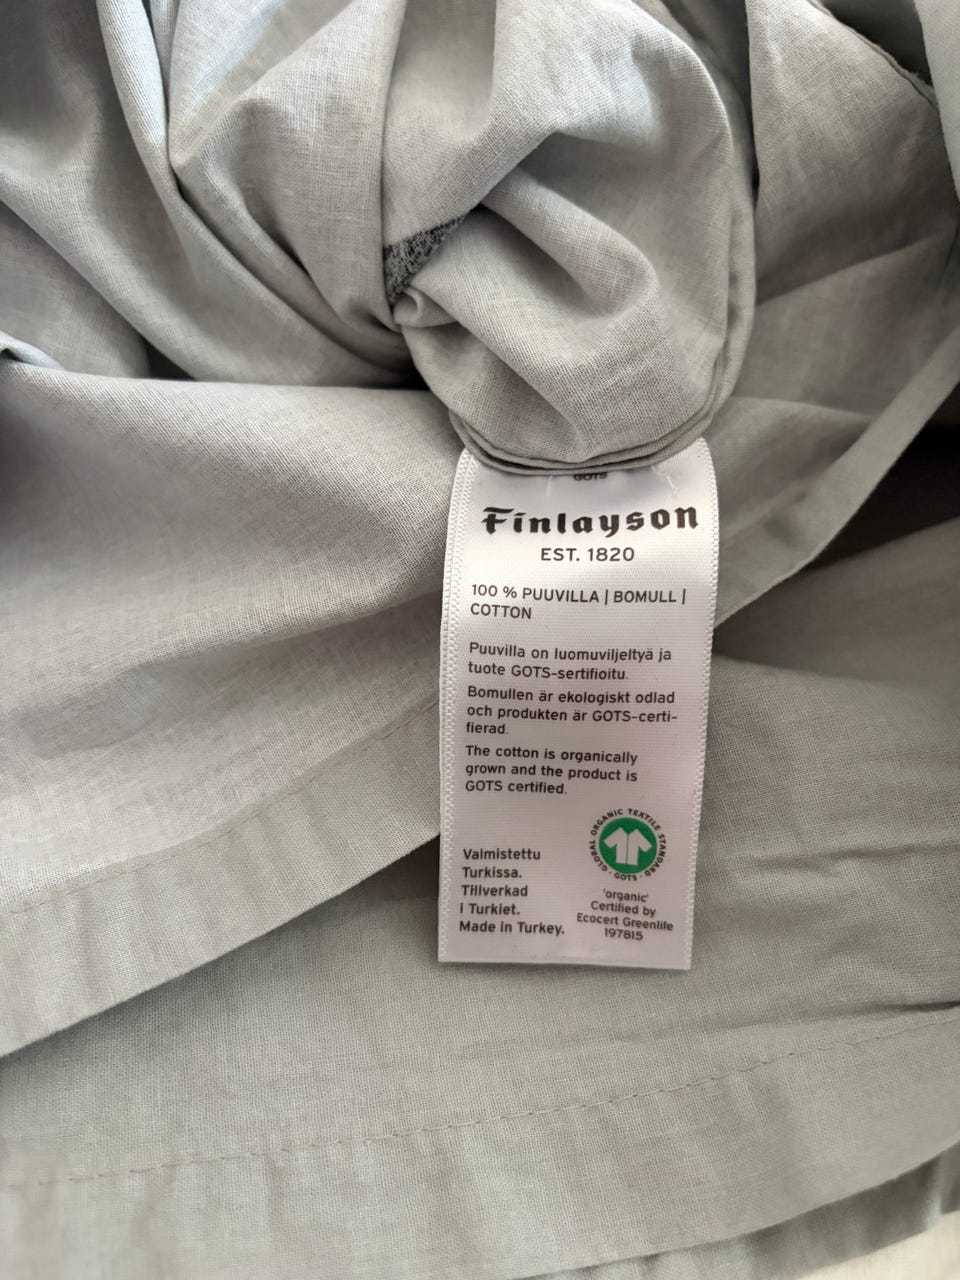 GOTS
Finlayson
EST. 1820
100 % PUUVILLA | BOMULL |
COTTON
Puuvilla on luomuviljeltyä ja
tuote GOTS-sertifioitu.
Bomullen är ekologiskt odlad
och produkten är GOTS-certi-
fierad.
The cotton is organically
grown and the product is
GOTS certified.
Valmistettu
Turkissa.
Tillverkad
i Turkiet.
Made in Turkey.
GLOBAL ORGANIC TEXTILE STANDARD · GOTS ·
'organic'
Certified by
Ecocert Greenlife
197815